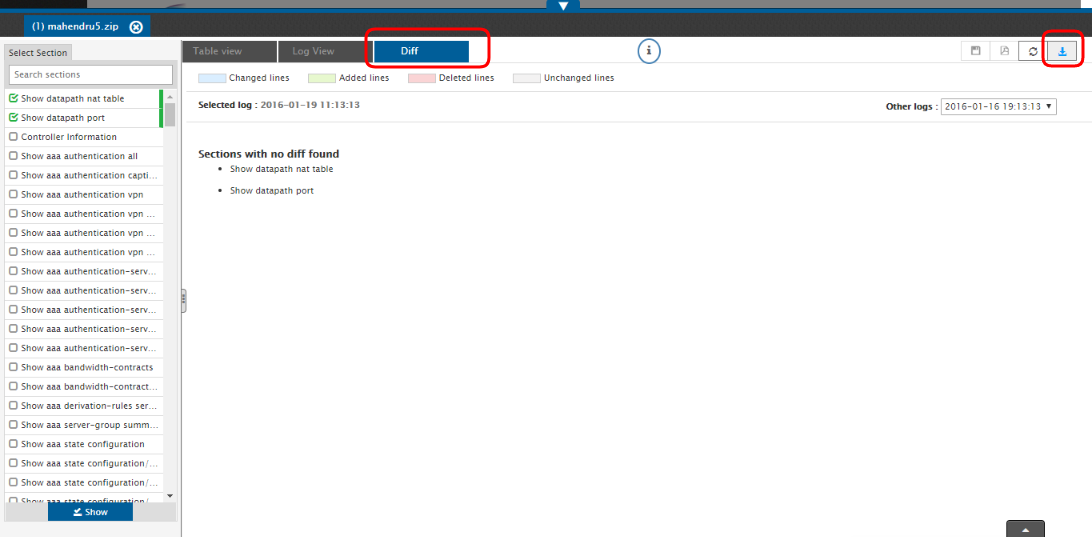 (1) mahendru5.zip
Select Section
Search sections
Show datapath nat table
Show datapath port
Controller Information
Show aaa authentication all
Show aaa authentication capti...
Show aaa authentication vpn
Show aaa authentication vpn ...
Show aaa authentication vpn ...
Show aaa authentication vpn ...
Show aaa authentication-serv...
Show aaa authentication-serv...
Show aaa authentication-serv...
Show aaa authentication-serv...
Show aaa authentication-serv...
Show aaa bandwidth-contracts
Show aaa bandwidth-contract...
Show aaa derivation-rules ser...
Show aaa server-group summ...
Show aaa state configuration
Show aaa state configuration/...
Show aaa state configuration/...
Show aaa state configuration/
Show
Table view
Log View
Diff
i
Changed lines
Added lines
Deleted lines
Unchanged lines
Selected log : 2016-01-19 11:13:13
Other logs : 2016-01-16 19:13:13
Sections with no diff found
Show datapath nat table
Show datapath port